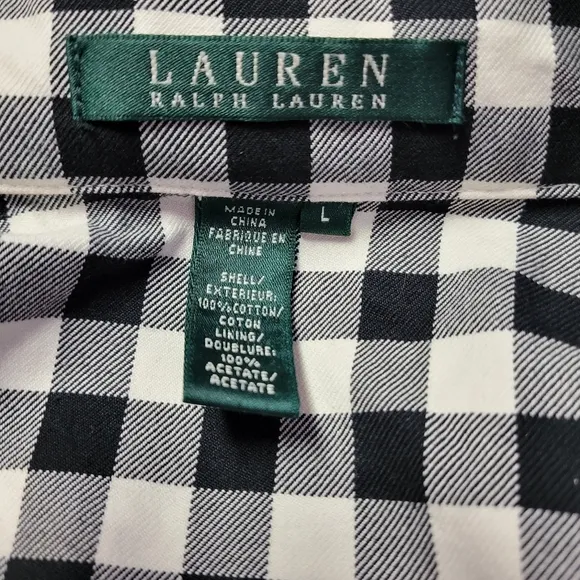 LAUREN
RALPH LAUREN
L
MADE IN
CHINA
FABRIQUE EN
CHINE
SHELL/
EXTERIEUR:
100% COTTON/
COTON
LINING/
DOUBLURE:
100%
ACETATE/
ACETATE